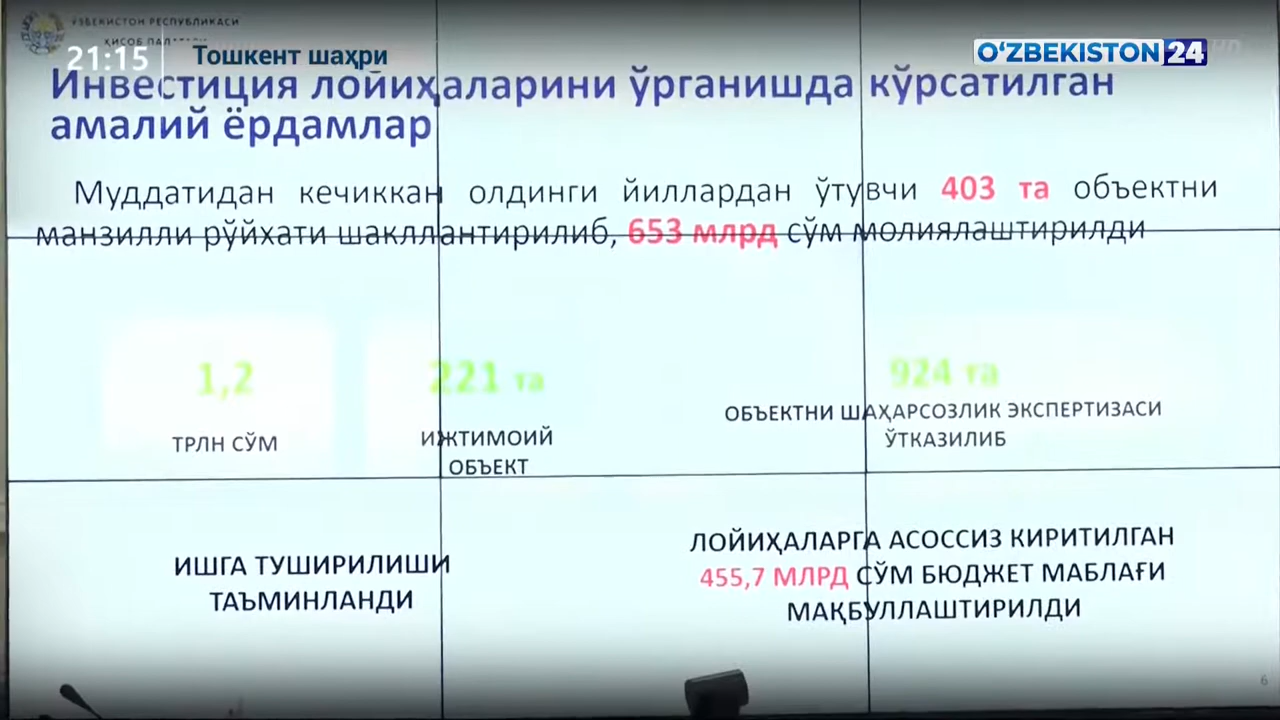 ЎЗБЕКИСТОН РЕСПУБЛИКАСИ
ҲИСОБ
21:15
Тошкент шаҳри
O‘ZBEKISTON 24
Инвестиция лойиҳаларини ўрганишда кўрсатилган
амалий ёрдамлар
Муддатидан кечиккан олдинги йиллардан ўтувчи 403 та объектни
манзилли рўйхати шакллантирилиб, 653 млрд сўм молиялаштирилди
1,2
ТРЛН СЎМ
221 та
ИЖТИМОИЙ
ОБЪЕКТ
924 та
ОБЪЕКТНИ ШАҲАРСОЗЛИК ЭКСПЕРТИЗАСИ
ЎТКАЗИЛИБ
ИШГА ТУШИРИЛИШИ
ТАЪМИНЛАНДИ
ЛОЙИҲАЛАРГА АСОССИЗ КИРИТИЛГАН
455,7 МЛРД СЎМ БЮДЖЕТ МАБЛАҒИ
МАҚБУЛЛАШТИРИЛДИ
6